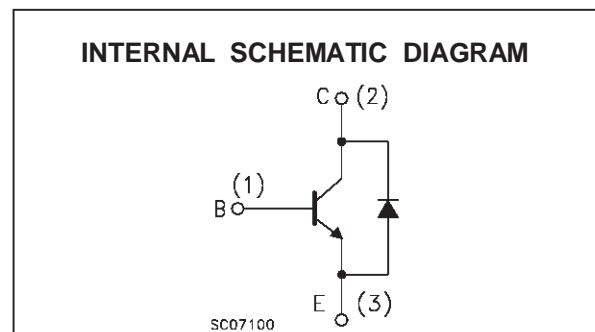 INTERNAL SCHEMATIC DIAGRAM
C (2)
(1)
B
E (3)
SC07100